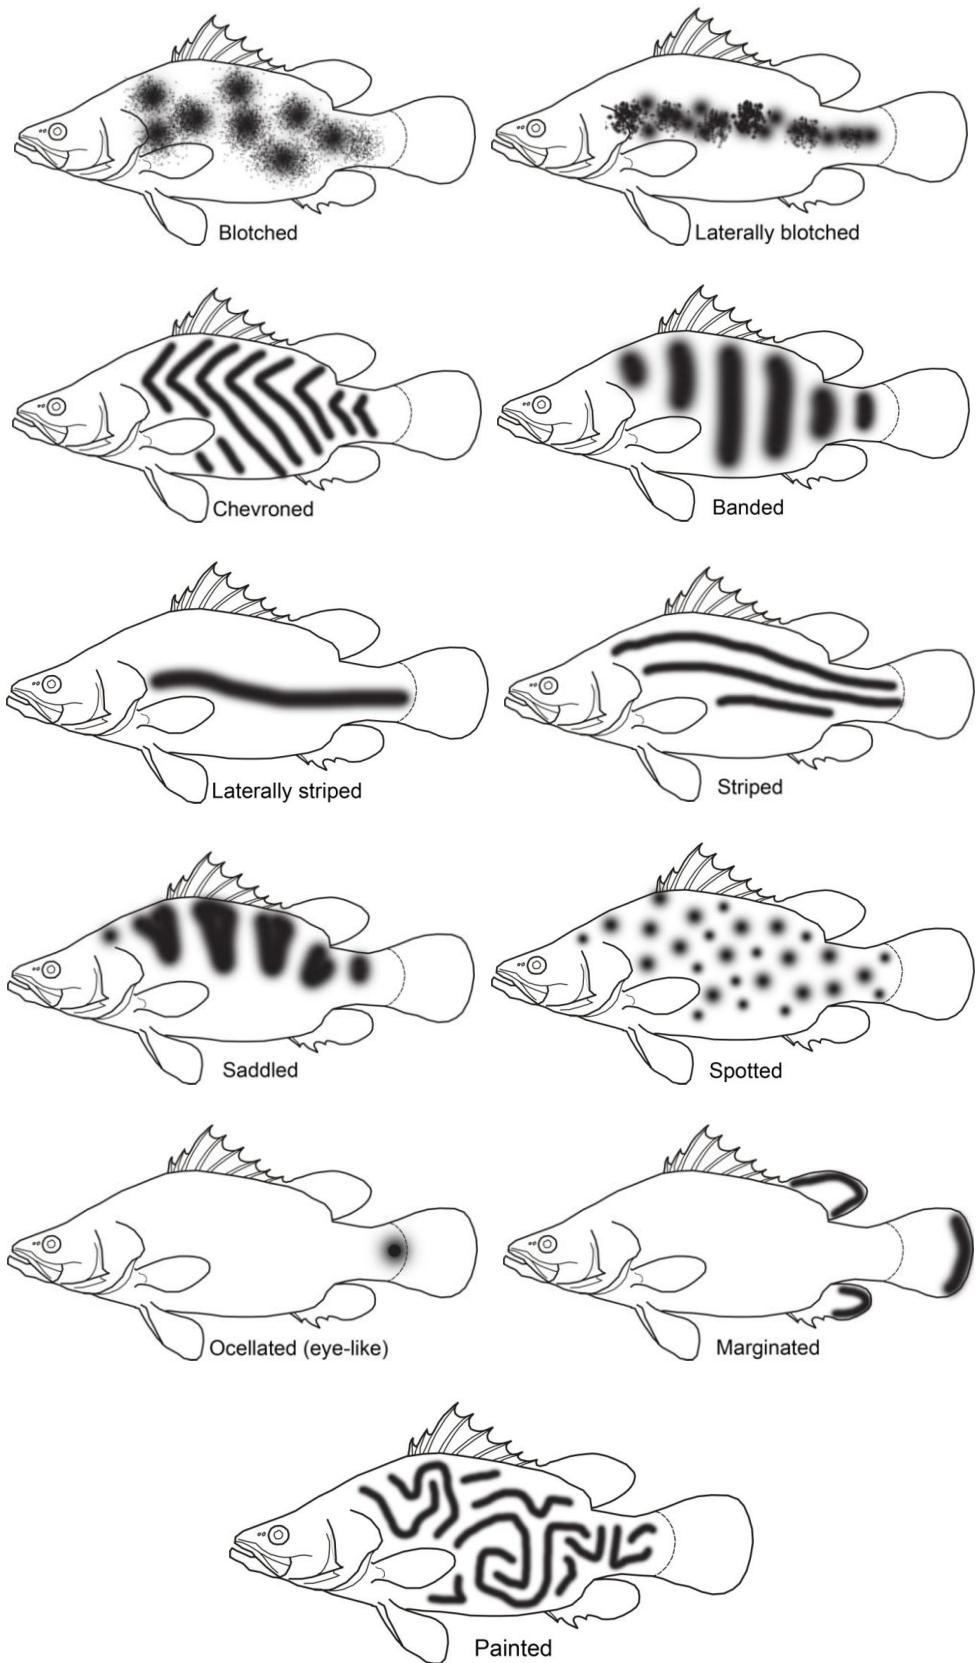 Blotched
Laterally blotched
Chevroned
Banded
Laterally striped
Striped
Saddled
Spotted
Ocellated (eye-like)
Marginated
Painted